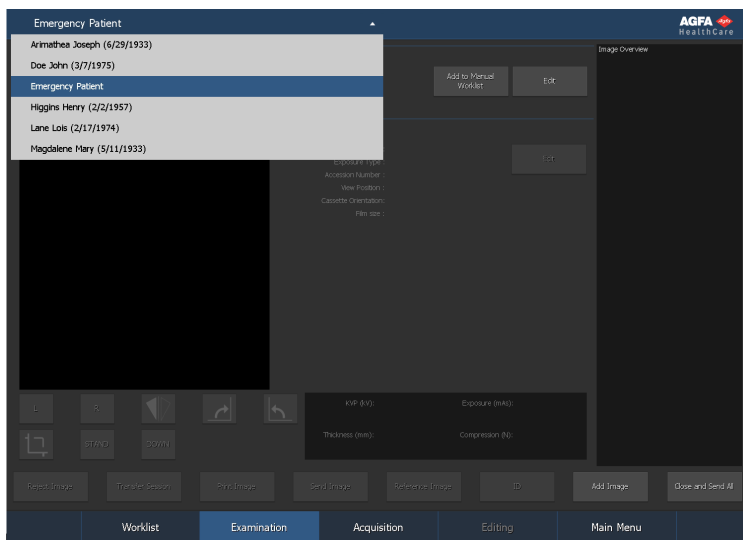 Emergency Patient
AGFA
HealthCare
Arimathea Joseph (6/29/1933)
Doe John (3/7/1975)
Emergency Patient
Higgins Henry (2/2/1957)
Lane Lois (2/17/1974)
Magdalene Mary (5/11/1933)
Image Overview
Add to Manual
Worklist
Edit
Exposure Type :
Edit
Accession Number :
View Position :
Cassette Orientation:
Film size :
L
R
STAND
DOWN
KVP (kV):
Exposure (mAs):
Thickness (mm):
Compression (N):
Reject Image
Transfer Session
Print Image
Send Image
Reference Image
ID
Add Image
Close and Send All
Worklist
Examination
Acquisition
Editing
Main Menu